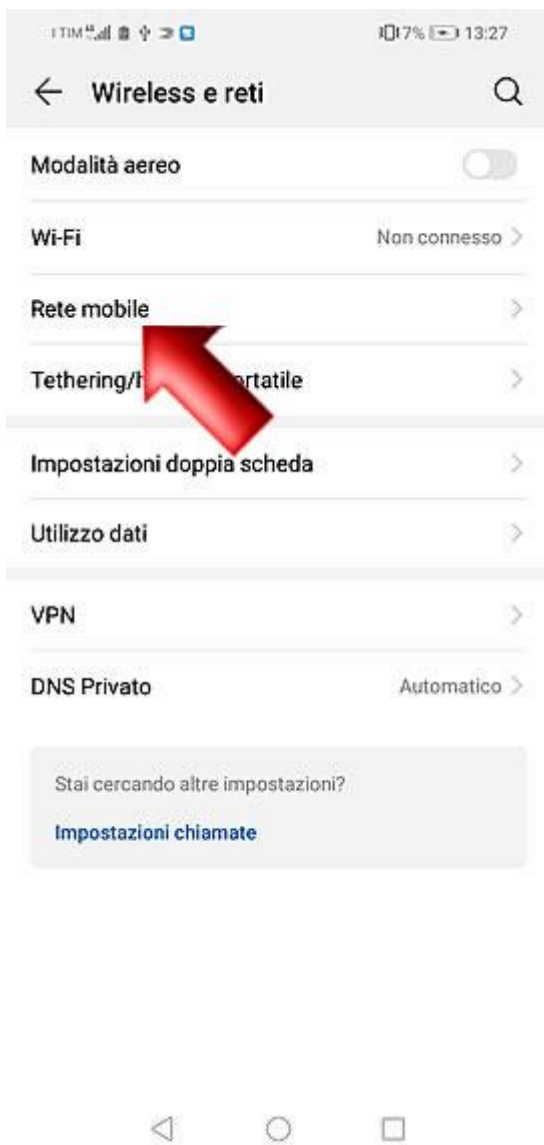 TIM 13:27
Wireless e reti
Modalità aereo
Wi-Fi Non connesso
Rete mobile
Tethering/ rtatile
Impostazioni doppia scheda
Utilizzo dati
VPN
DNS Privato Automatico
Stai cercando altre impostazioni?
Impostazioni chiamate